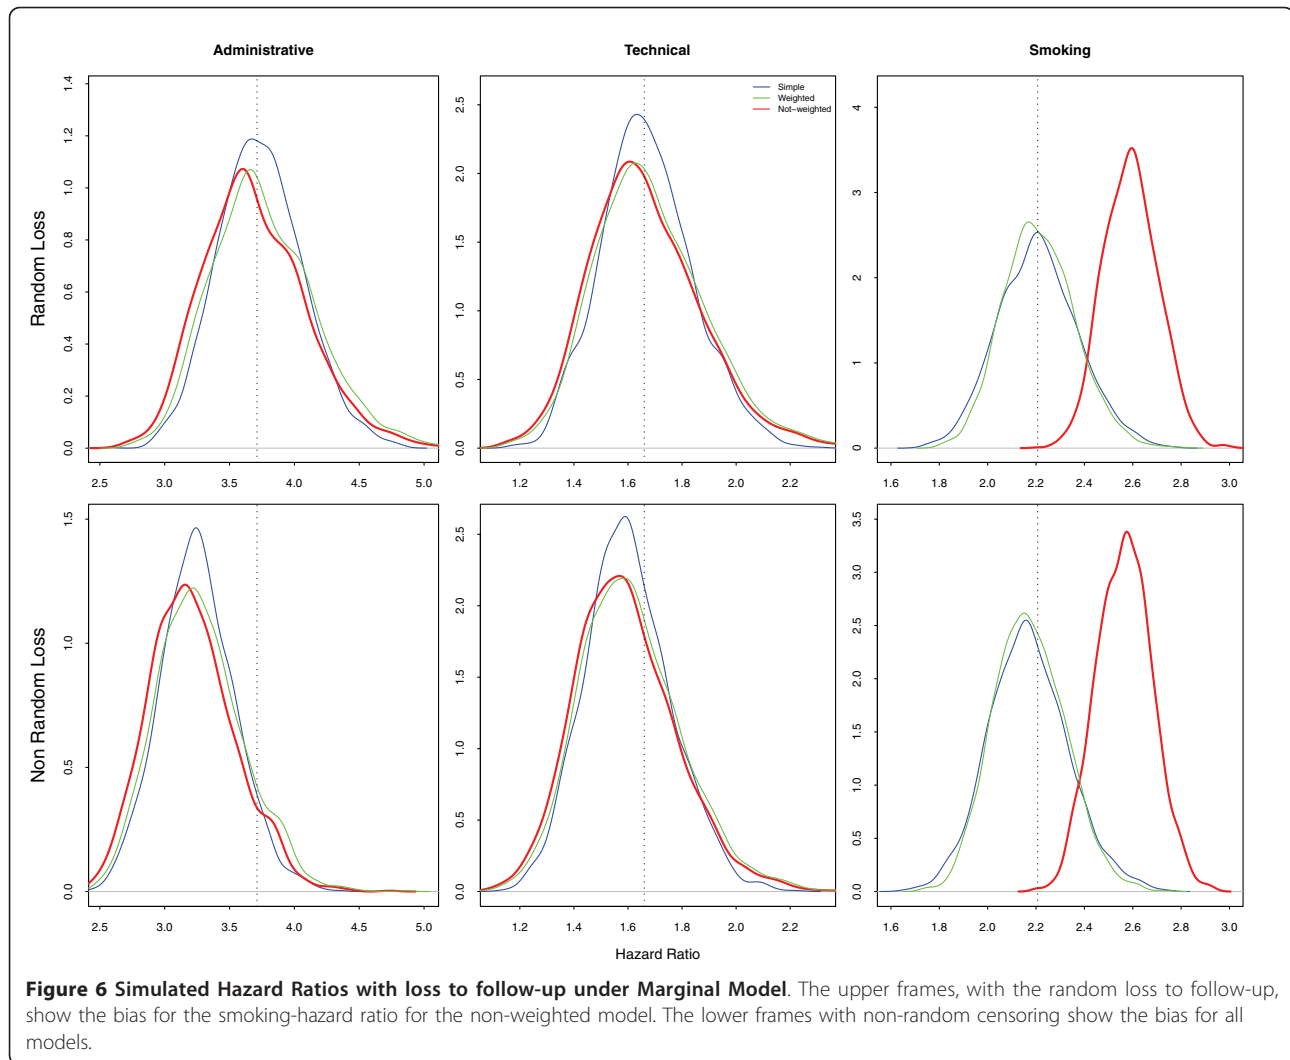 Administrative Technical Smoking
Random Loss
0.0 0.2 0.4 0.6 0.8 1.0 1.2 1.4
2.5 3.0 3.5 4.0 4.5 5.0
0.0 0.5 1.0 1.5 2.0 2.5
1.2 1.4 1.6 1.8 2.0 2.2
Simple
Weighted
Not-weighted
0 1 2 3 4
1.6 1.8 2.0 2.2 2.4 2.6 2.8 3.0
Non Random Loss
0.0 0.5 1.0 1.5
2.5 3.0 3.5 4.0 4.5 5.0
0.0 0.5 1.0 1.5 2.0 2.5
1.2 1.4 1.6 1.8 2.0 2.2
0.0 0.5 1.0 1.5 2.0 2.5 3.0 3.5
1.6 1.8 2.0 2.2 2.4 2.6 2.8 3.0
Hazard Ratio
Figure 6 Simulated Hazard Ratios with loss to follow-up under Marginal Model. The upper frames, with the random loss to follow-up,
show the bias for the smoking-hazard ratio for the non-weighted model. The lower frames with non-random censoring show the bias for all
models.